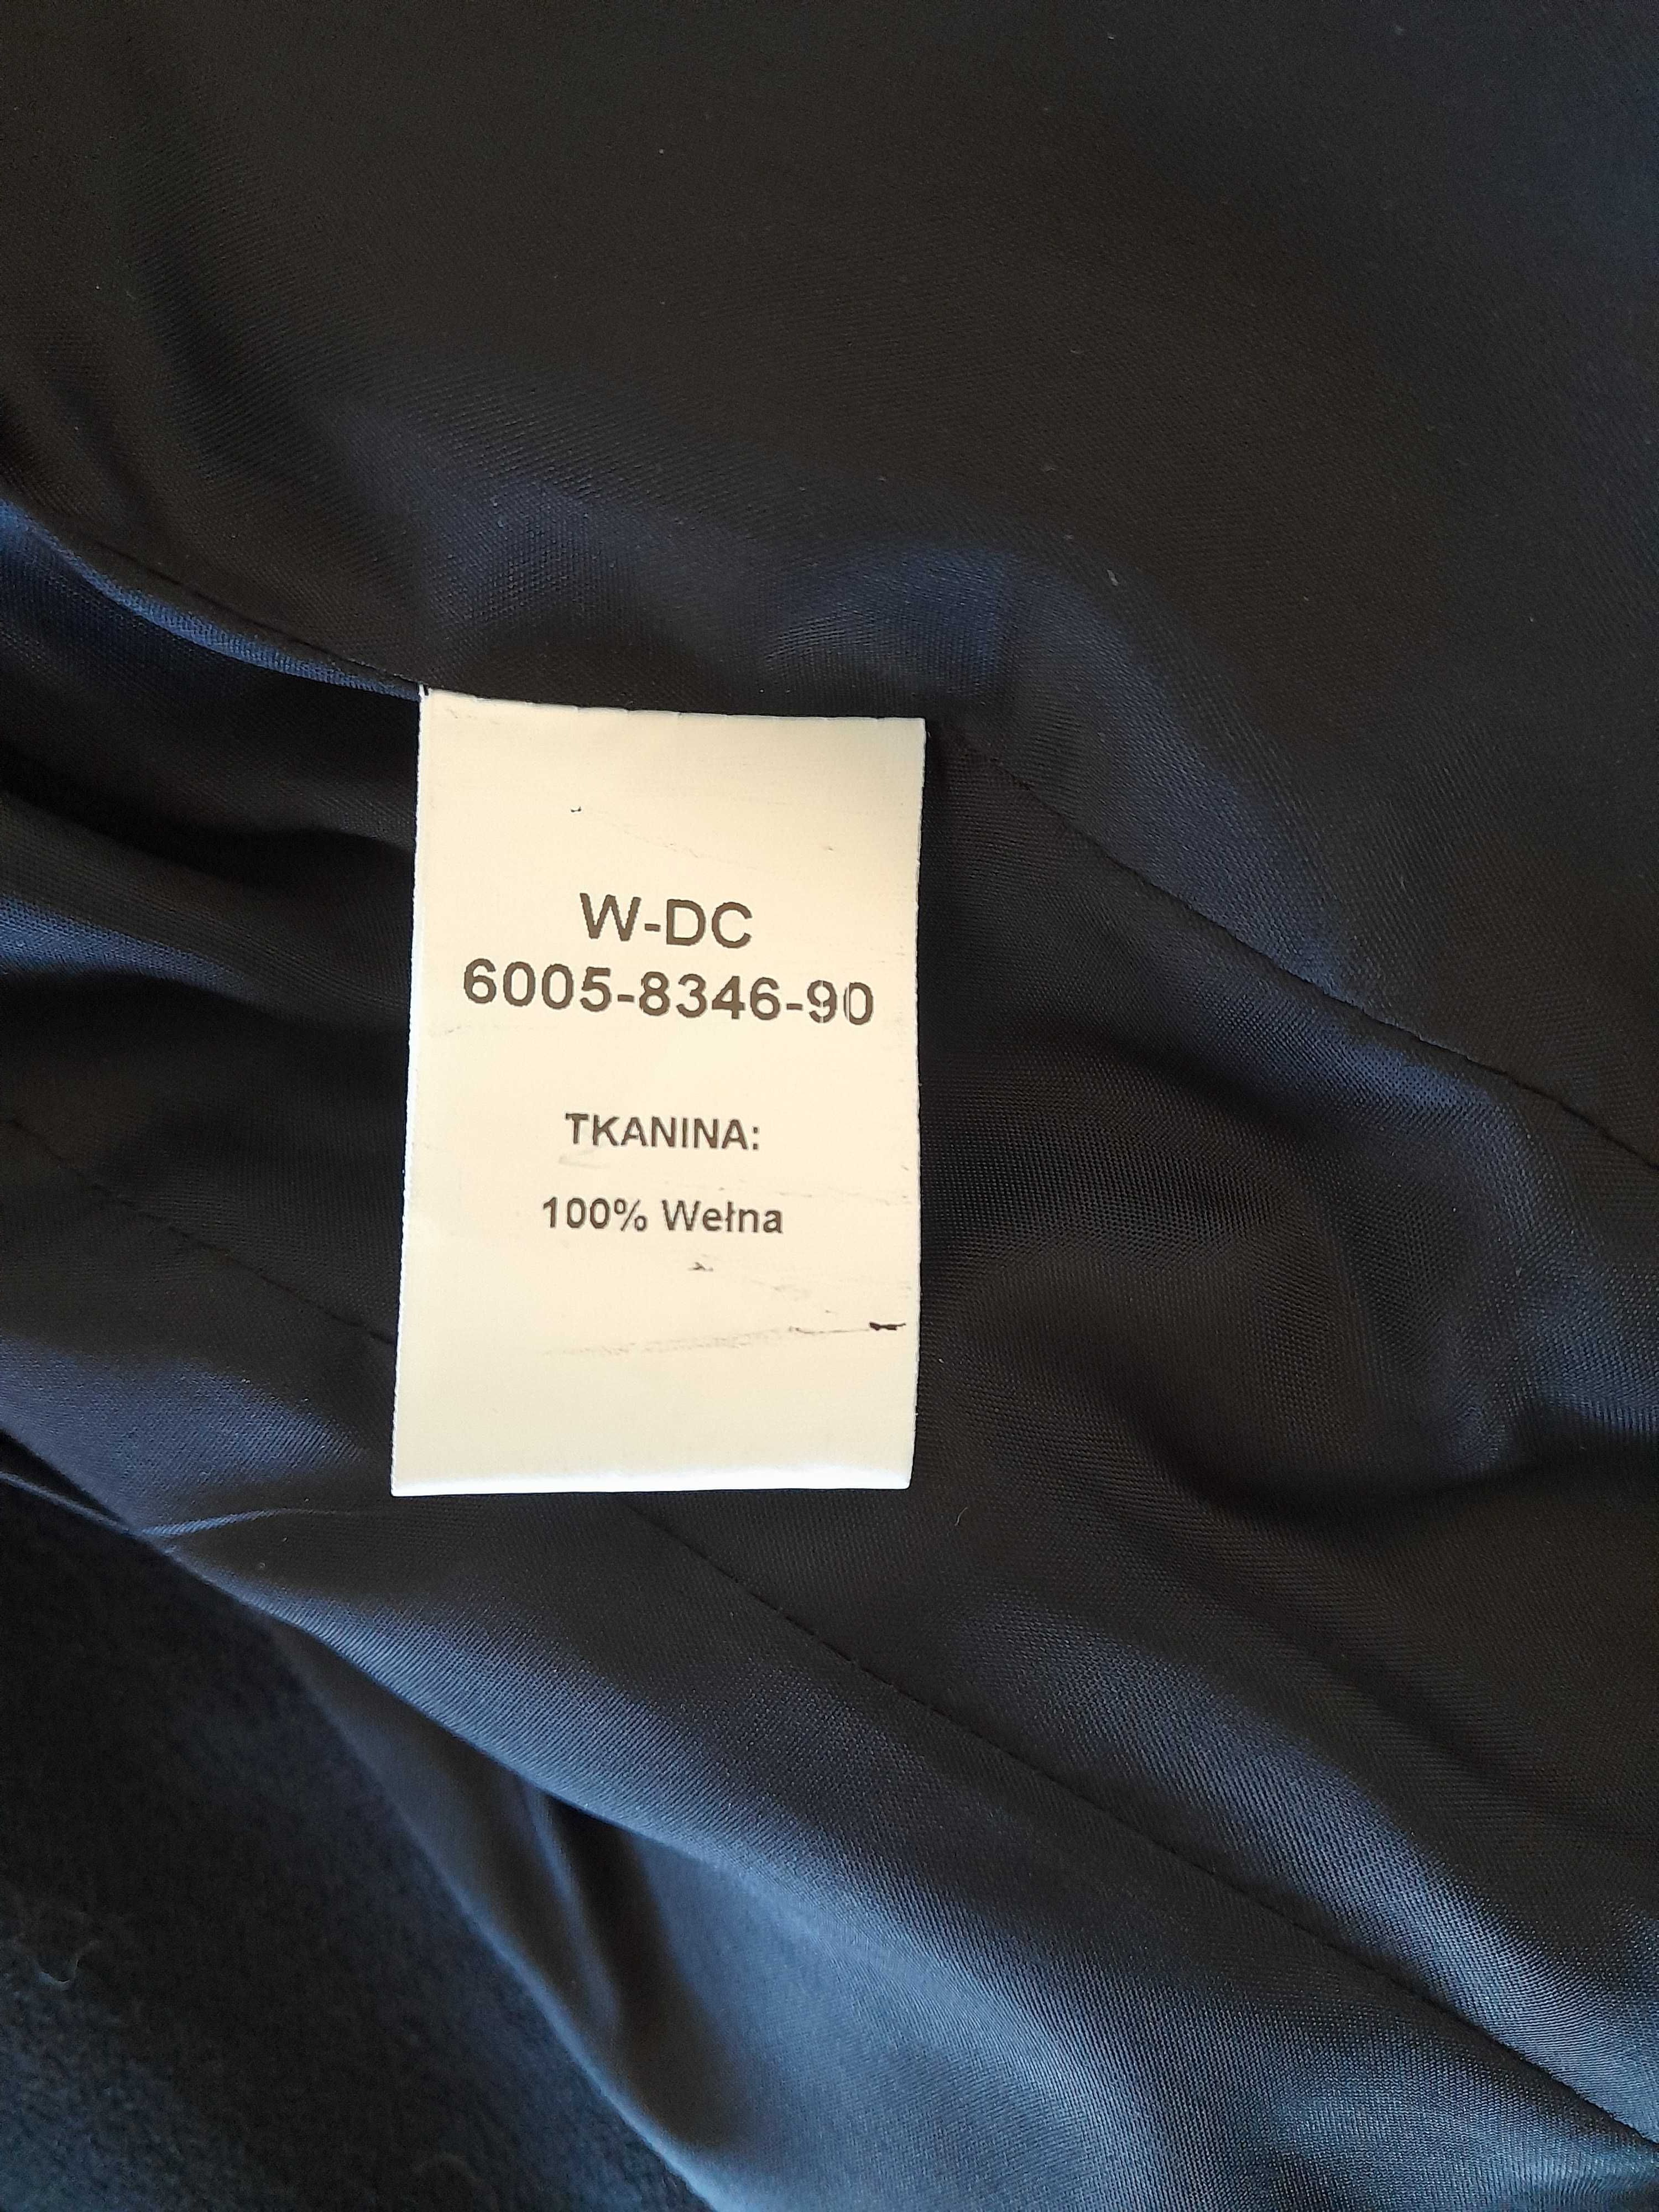 W-DC
6005-8346-90
TKANINA:
100% Wełna